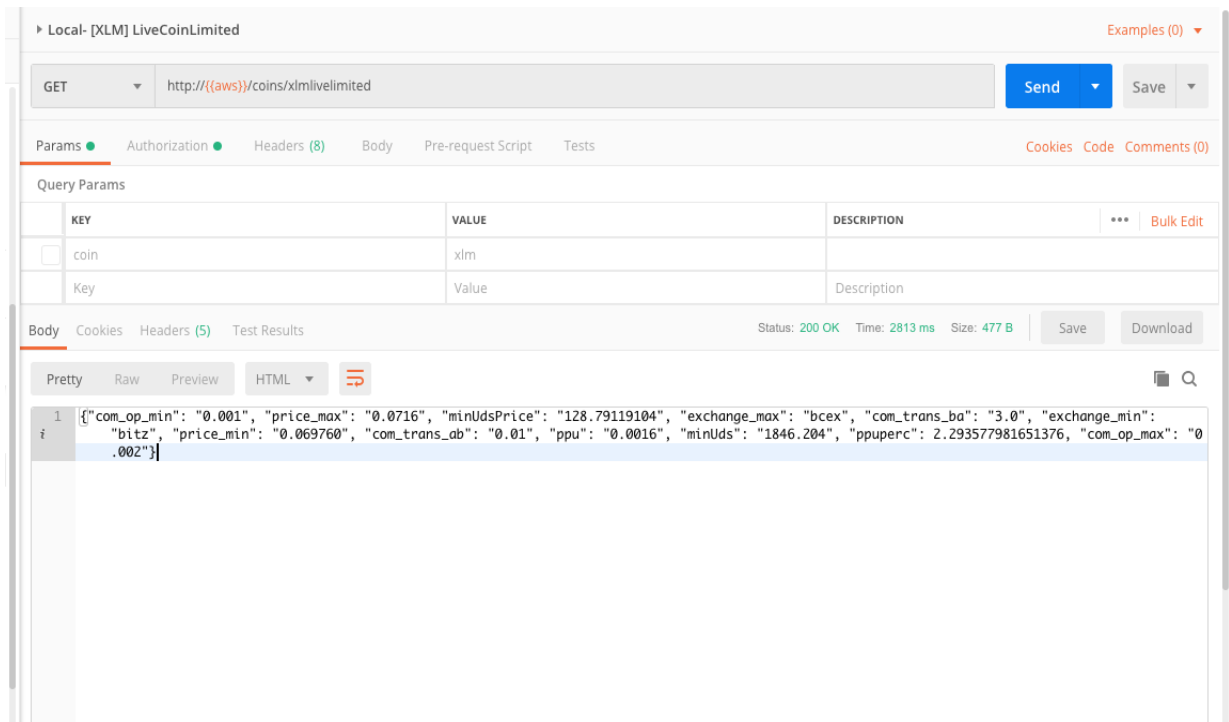 Local- [XLM] LiveCoinLimited
Examples (0)
GET
http://{{aws}}/coins/xlmlivelimited
Send
Save
Params
Authorization
Headers (8)
Body
Pre-request Script
Tests
Cookies
Code
Comments (0)
Query Params
KEY
VALUE
DESCRIPTION
Bulk Edit
coin
xlm
Key
Value
Description
Body
Cookies
Headers (5)
Test Results
Status: 200 OK
Time: 2813 ms
Size: 477 B
Save
Download
Pretty
Raw
Preview
HTML
1
i
{"com_op_min": "0.001", "price_max": "0.0716", "minUdsPrice": "128.79119104", "exchange_max": "bcex", "com_trans_ba": "3.0", "exchange_min":
"bitz", "price_min": "0.069760", "com_trans_ab": "0.01", "ppu": "0.0016", "minUds": "1846.204", "ppuperc": 2.293577981651376, "com_op_max": "0
.002"}